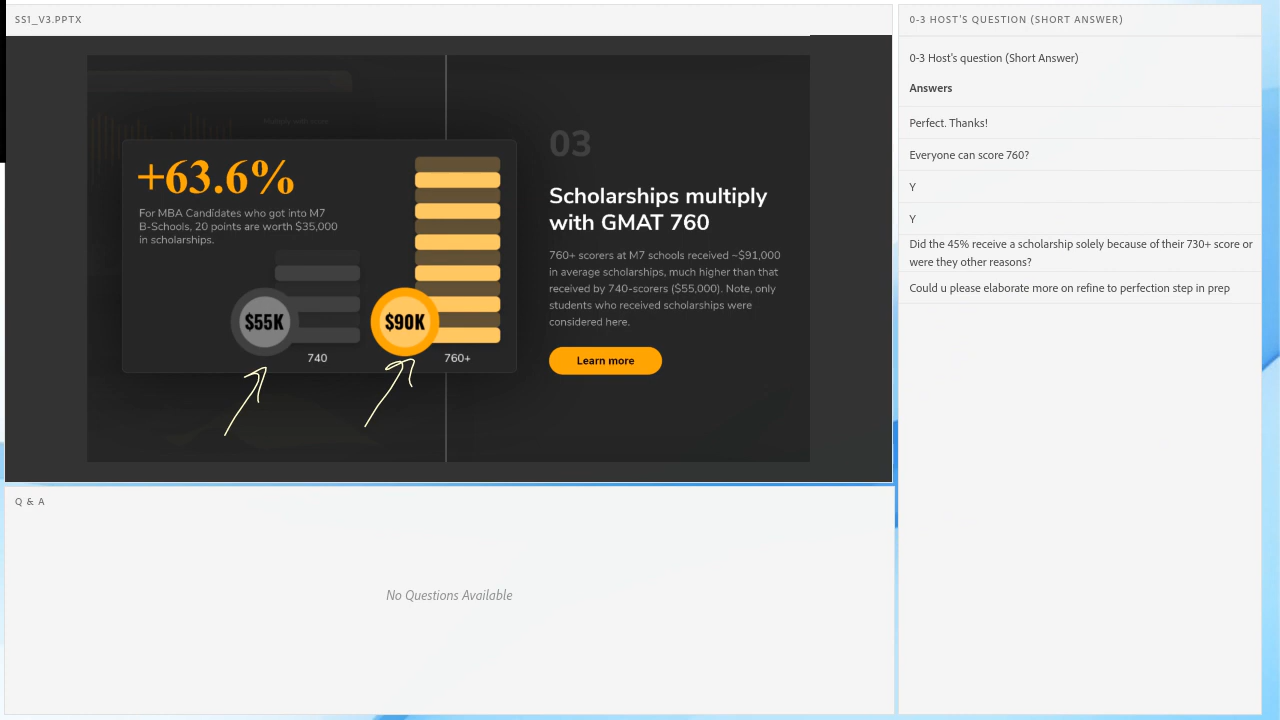 SS1_V3.PPTX
+63.6%
For MBA Candidates who got into M7
B-Schools, 20 points are worth $35,000
in scholarships.
$55K
$90K
740
760+
03
Scholarships multiply
with GMAT 760
760+ scorers at M7 schools received ~$91,000
in average scholarships, much higher than that
received by 740-scorers ($55,000). Note, only
students who received scholarships were
considered here.
Learn more
Q & A
No Questions Available
0-3 HOST'S QUESTION (SHORT ANSWER)
0-3 Host's question (Short Answer)
Answers
Perfect. Thanks!
Everyone can score 760?
Y
Y
Did the 45% receive a scholarship solely because of their 730+ score or
were they other reasons?
Could u please elaborate more on refine to perfection step in prep